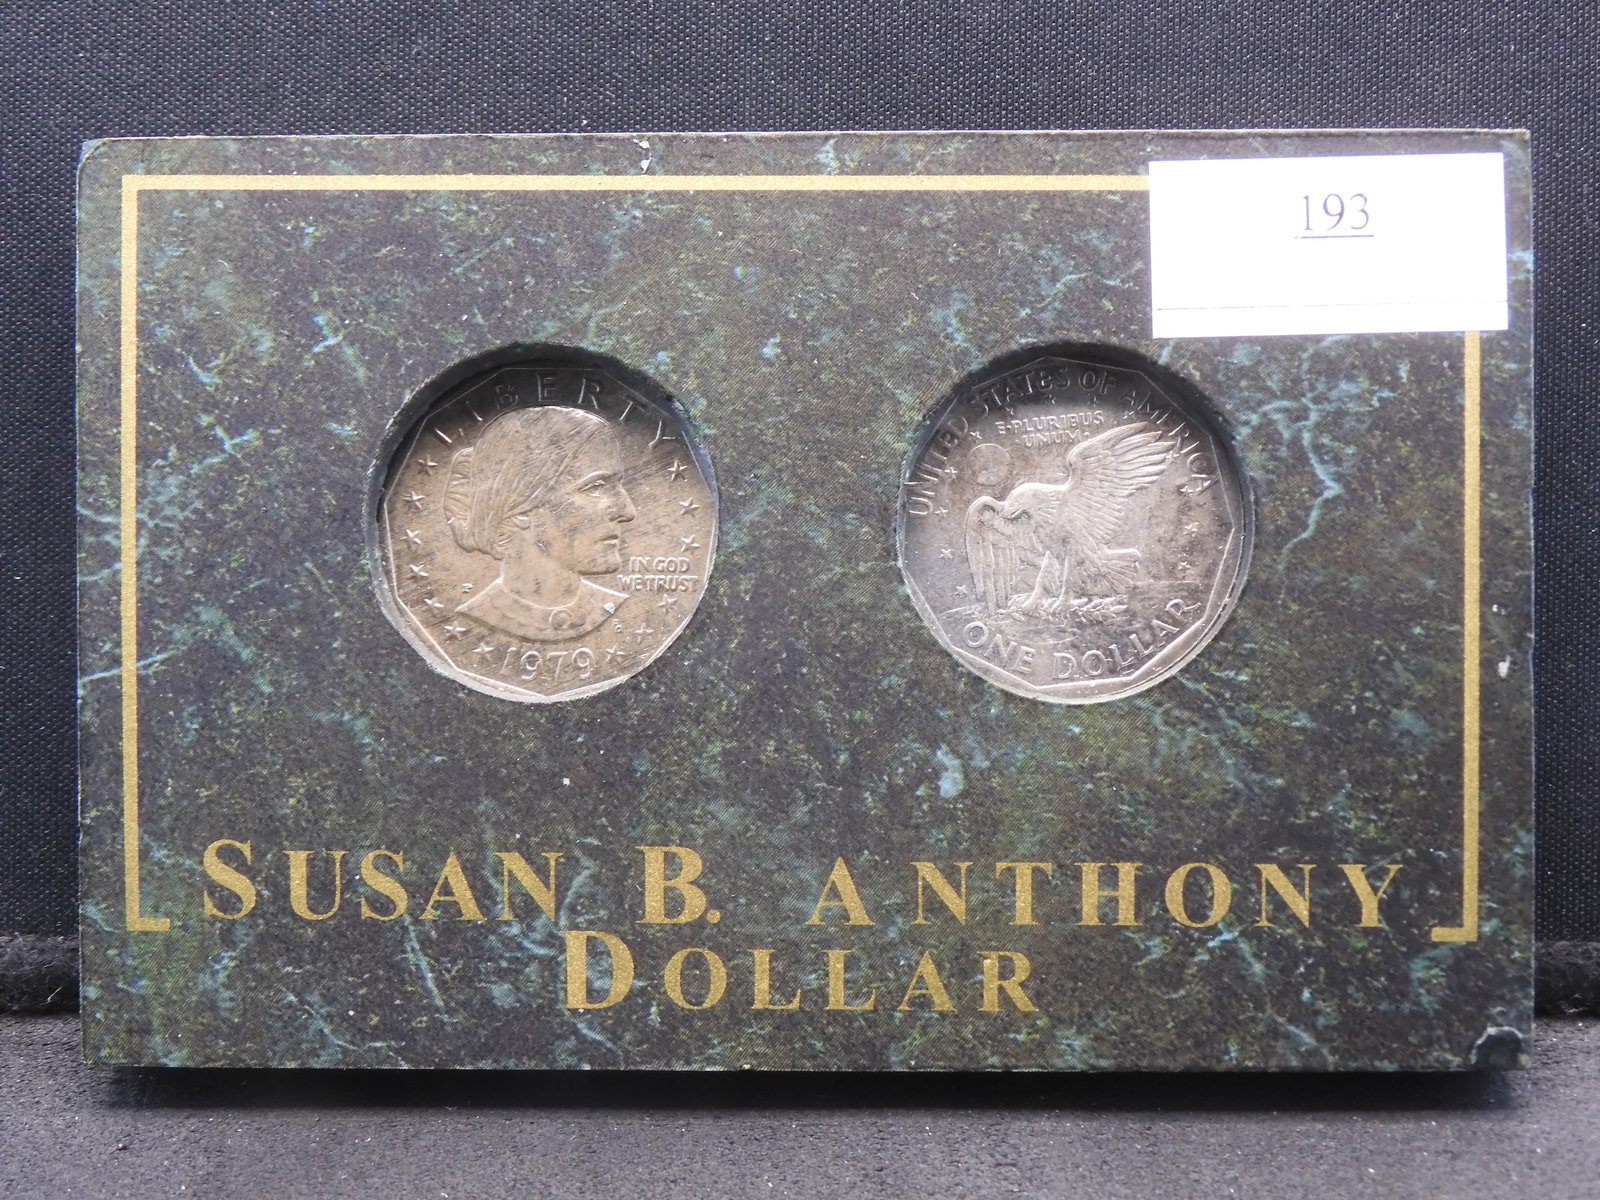 193
LIBERTY
IN GOD
WE TRUST
P
1979
UNITED STATES OF AMERICA
E·PLURIBUS
UNUM
ONE DOLLAR
SUSAN B. ANTHONY
DOLLAR